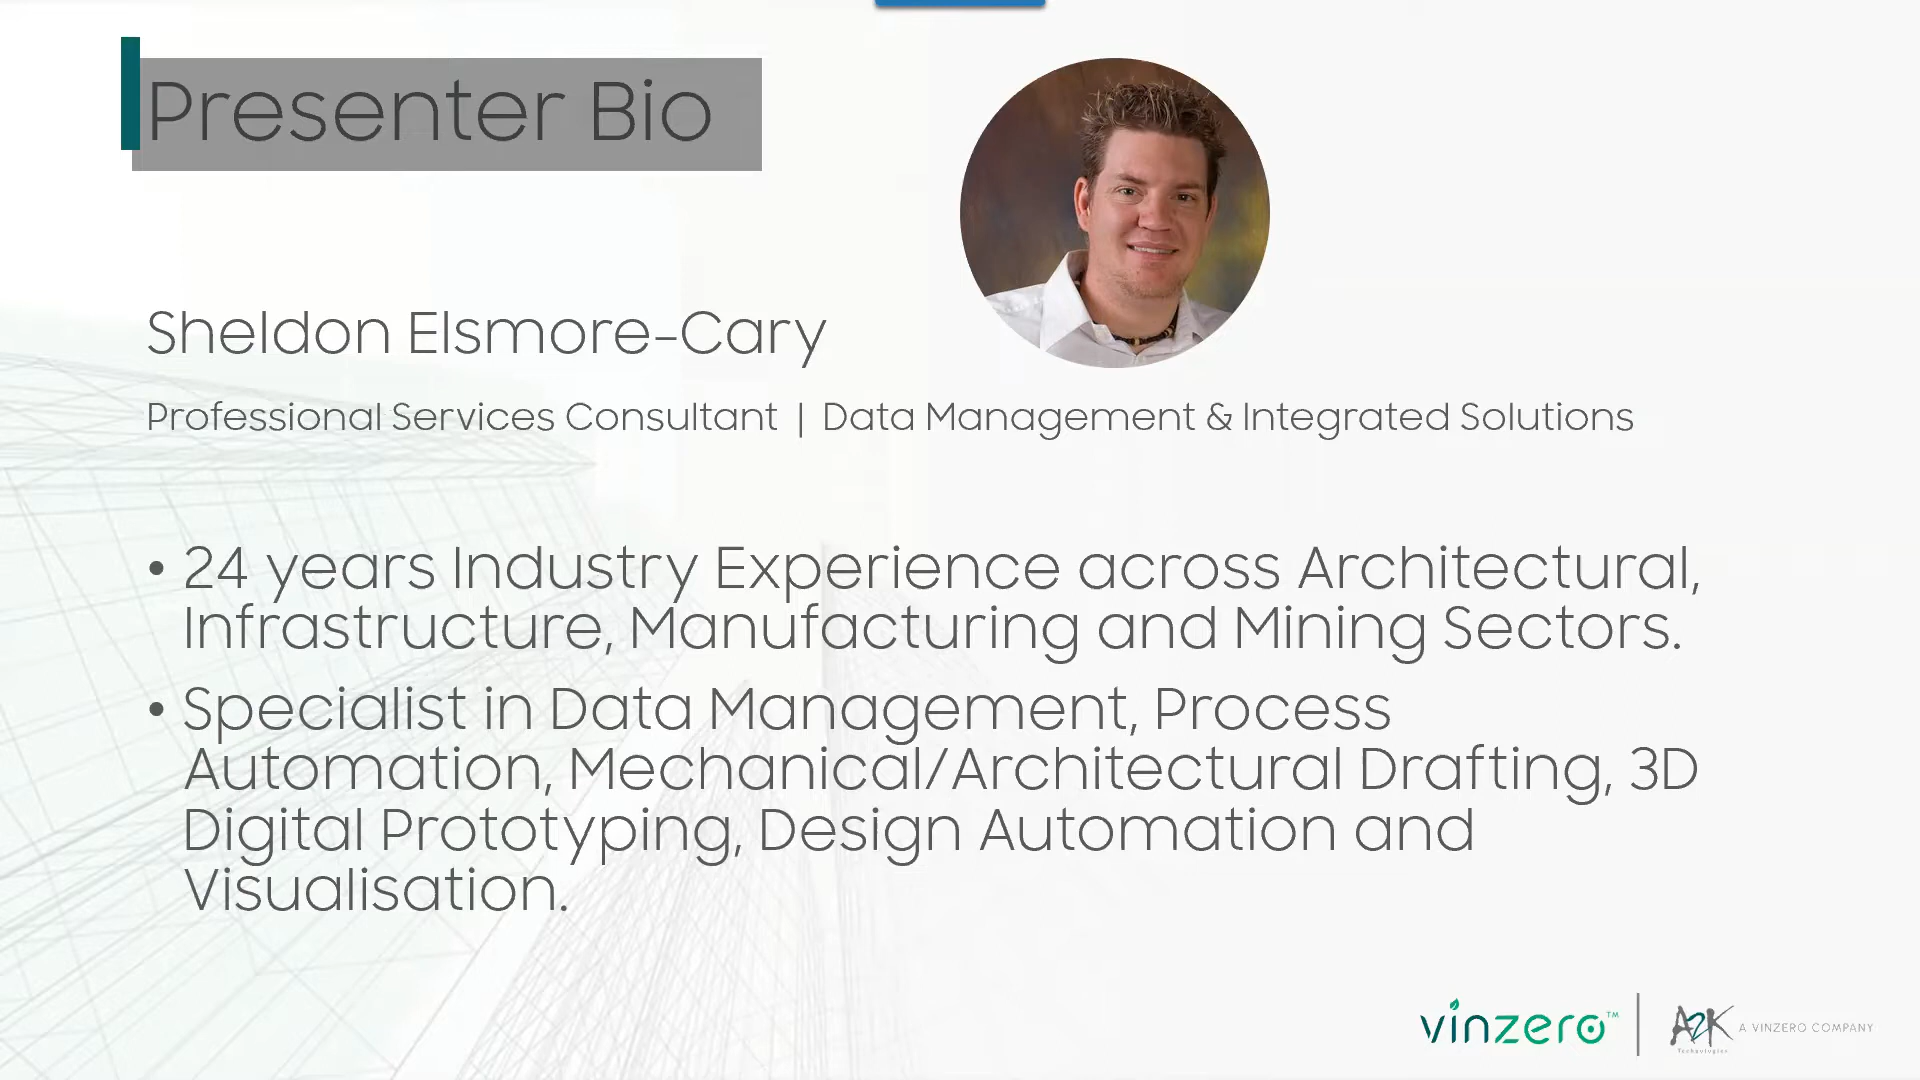 Presenter Bio
Sheldon Elsmore-Cary
Professional Services Consultant | Data Management & Integrated Solutions
• 24 years Industry Experience across Architectural,
Infrastructure, Manufacturing and Mining Sectors.
• Specialist in Data Management, Process
Automation, Mechanical/Architectural Drafting, 3D
Digital Prototyping, Design Automation and
Visualisation.
vinzero™
A2K
Technologies
A VINZERO COMPANY